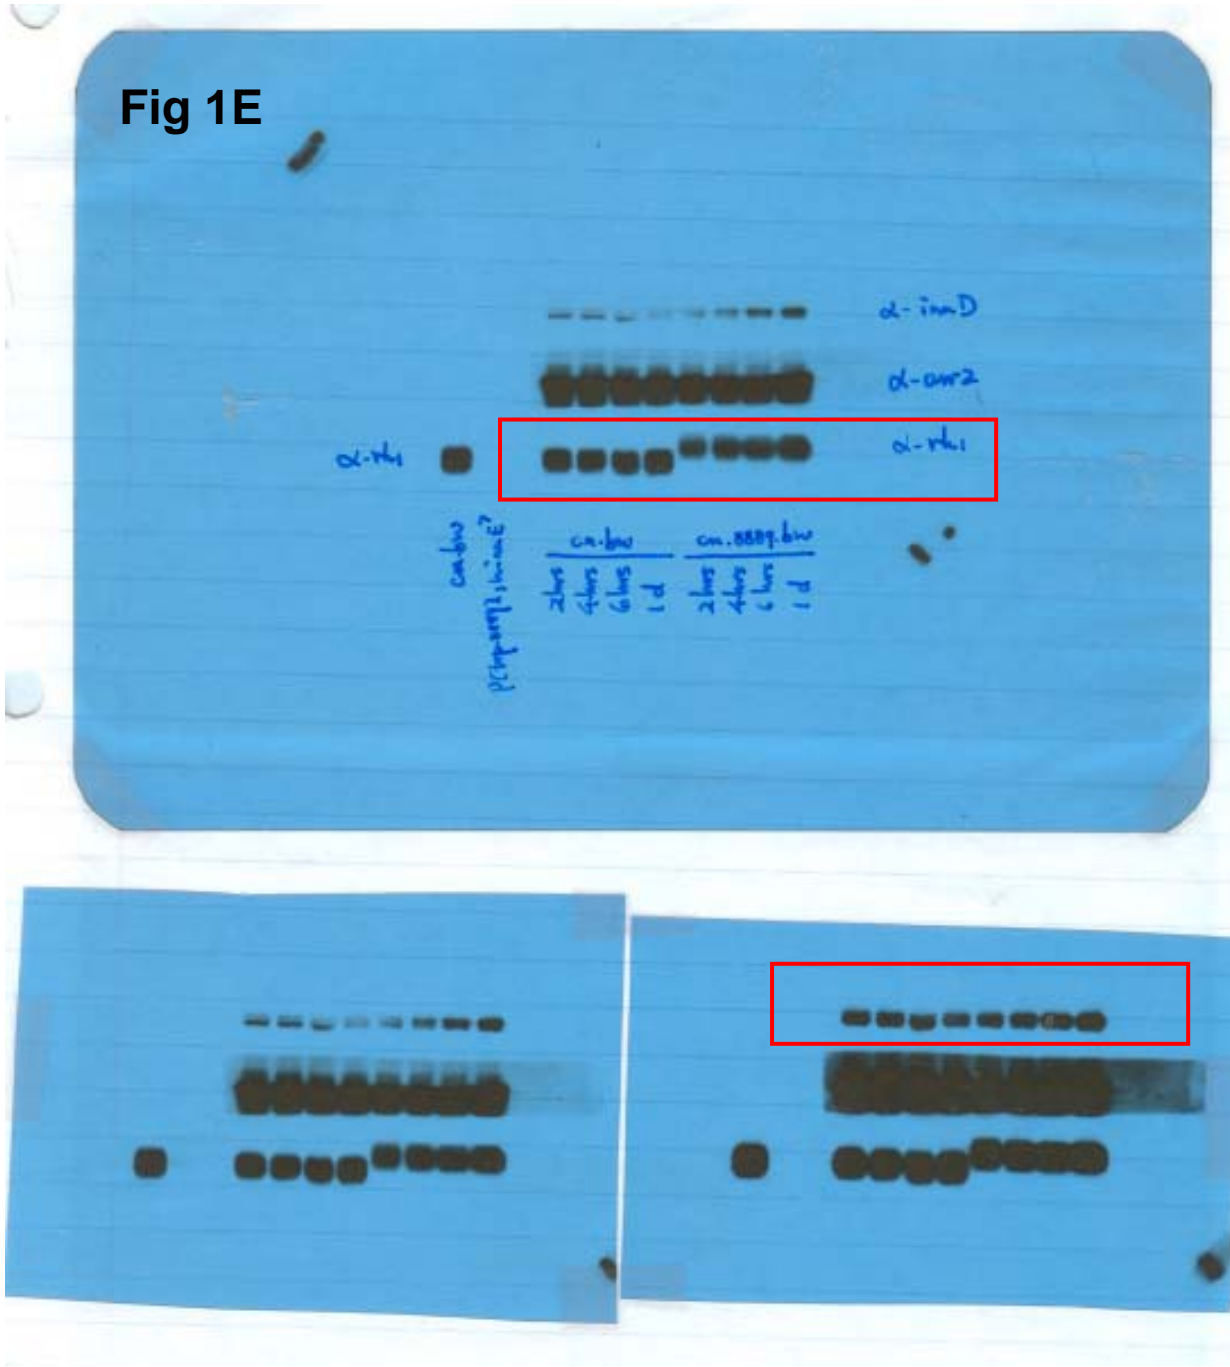 Fig 1E
α-inaD
α-arr2
α-rh1
α-rh1
cn.bw
cn.bw
cn.8889.bw
2hrs
4hrs
6hrs
1d
2hrs
4hrs
6hrs
1d